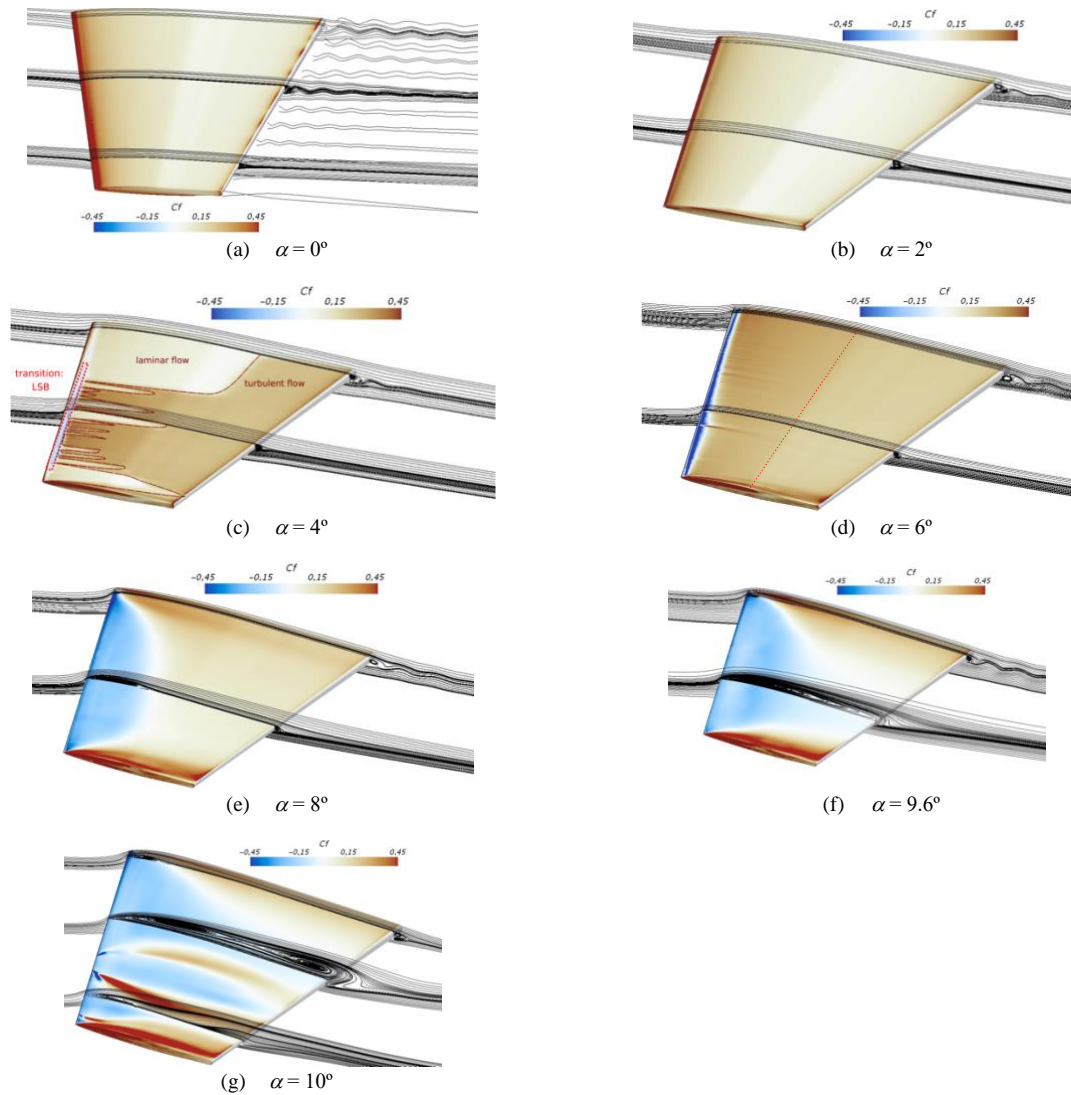 Cf
-0.45 -0.15 0.15 0.45
(a) α = 0º
Cf
-0.45 -0.15 0.15 0.45
(b) α = 2º
Cf
-0.45 -0.15 0.15 0.45
laminar flow
transition:
LSB
turbulent flow
(c) α = 4º
Cf
-0.45 -0.15 0.15 0.45
(d) α = 6º
Cf
-0.45 -0.15 0.15 0.45
(e) α = 8º
Cf
-0.45 -0.15 0.15 0.45
(f) α = 9.6º
Cf
-0.45 -0.15 0.15 0.45
(g) α = 10º